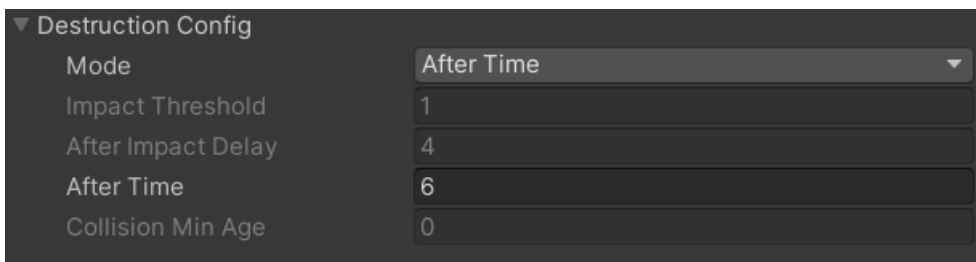 Destruction Config
Mode After Time
Impact Threshold 1
After Impact Delay 4
After Time 6
Collision Min Age 0